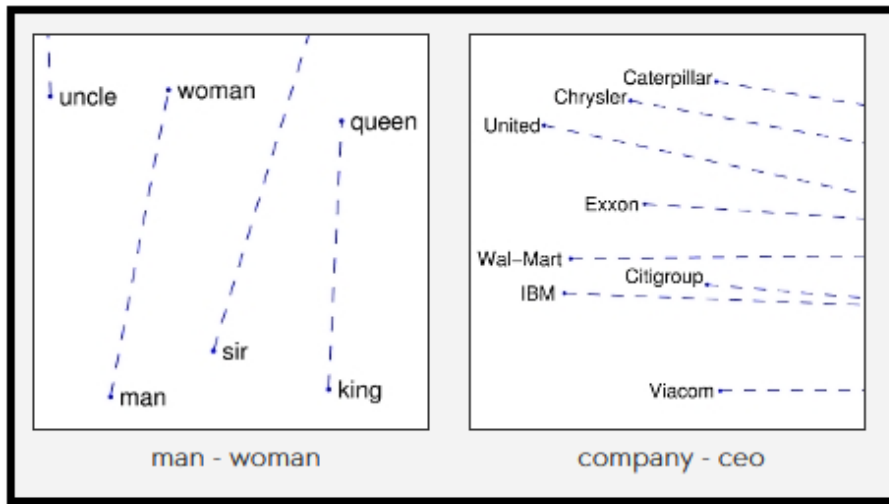 uncle
woman
queen
sir
man
king
man - woman
Caterpillar
Chrysler
United
Exxon
Wal-Mart
Citigroup
IBM
Viacom
company - ceo